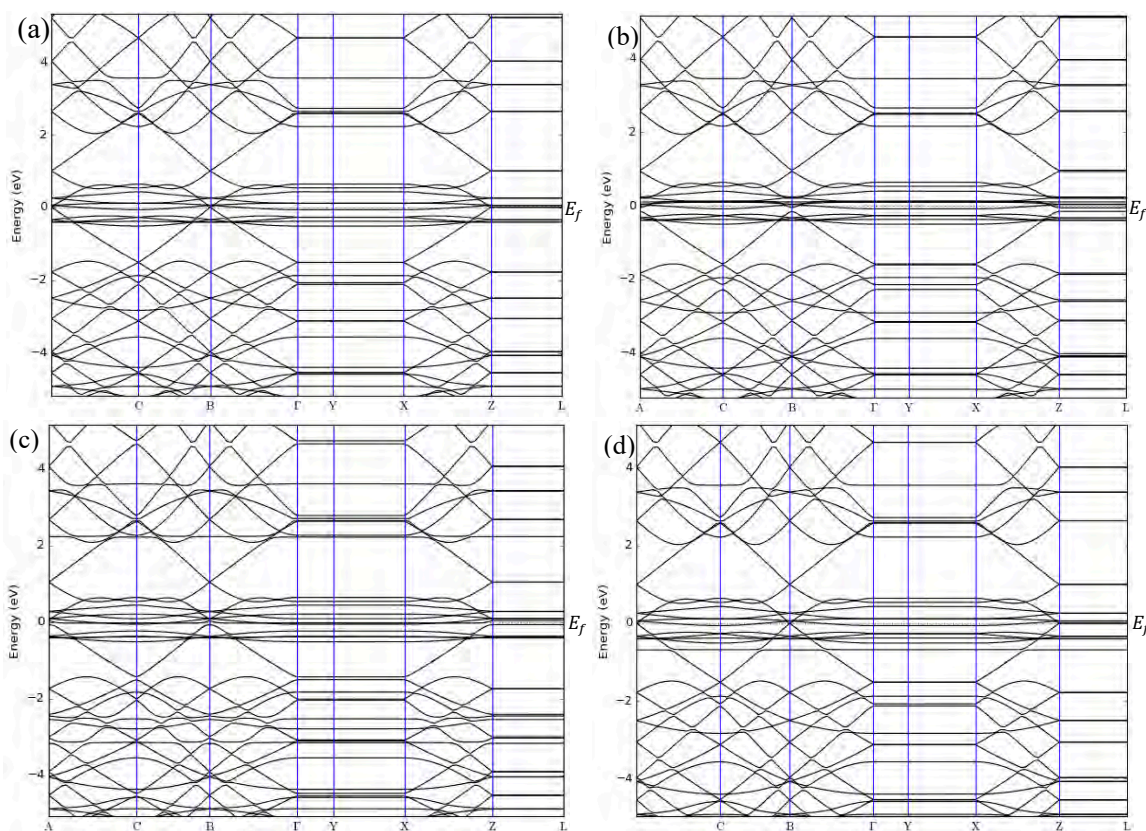 (a)
4
2
0
−2
−4
Energy (eV)
E_f
C B Γ Y X Z L
(b)
4
2
0
−2
−4
Energy (eV)
E_f
A C B Γ Y X Z L
(c)
4
2
0
−2
−4
Energy (eV)
E_f
A C B Γ Y X Z L
(d)
4
2
0
−2
−4
Energy (eV)
E_f
C B Γ Y X Z L